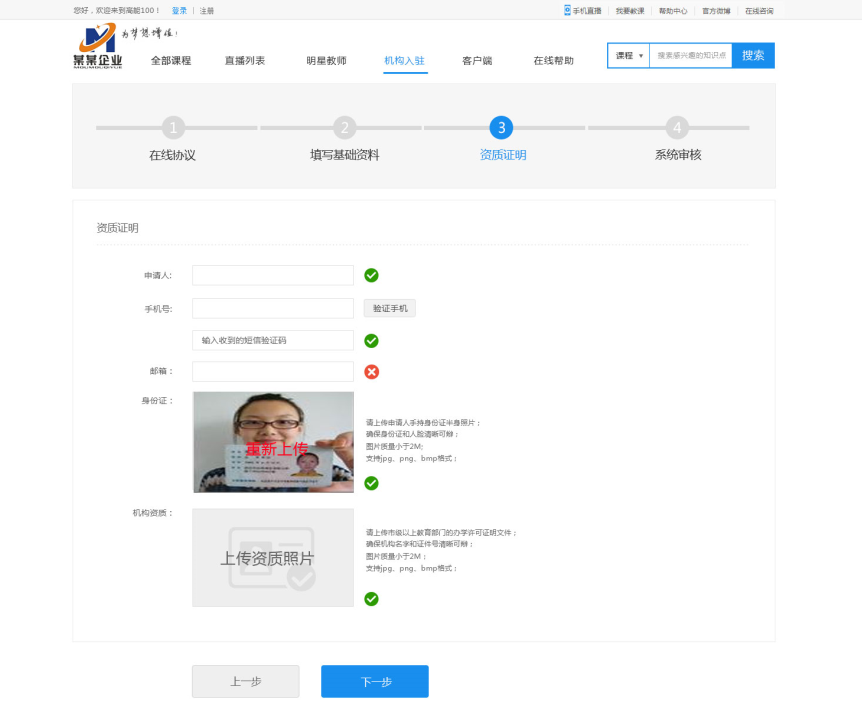 您好，欢迎来到高能100！ 登录 | 注册
手机直播 | 我要教课 | 帮助中心 | 官方微博 | 在线咨询
为梦想增值！
某某企业
MOUMOUQIYUE
全部课程 直播列表 明星教师 机构入驻 客户端 在线帮助
课程 ▾ 搜索感兴趣的知识点 搜索
1 2 3 4
在线协议 填写基础资料 资质证明 系统审核
资质证明
申请人:
手机号: 验证手机
输入收到的短信验证码
邮箱：
身份证：
重新上传
请上传申请人手持身份证半身照片；
确保身份证和人脸清晰可辩；
图片质量小于2M;
支持jpg、png、bmp格式；
机构资质：
上传资质照片
请上传市级以上教育部门的办学许可证明文件；
确保机构名字和证件号清晰可辩；
图片质量小于2M；
支持jpg、png、bmp格式；
上一步 下一步